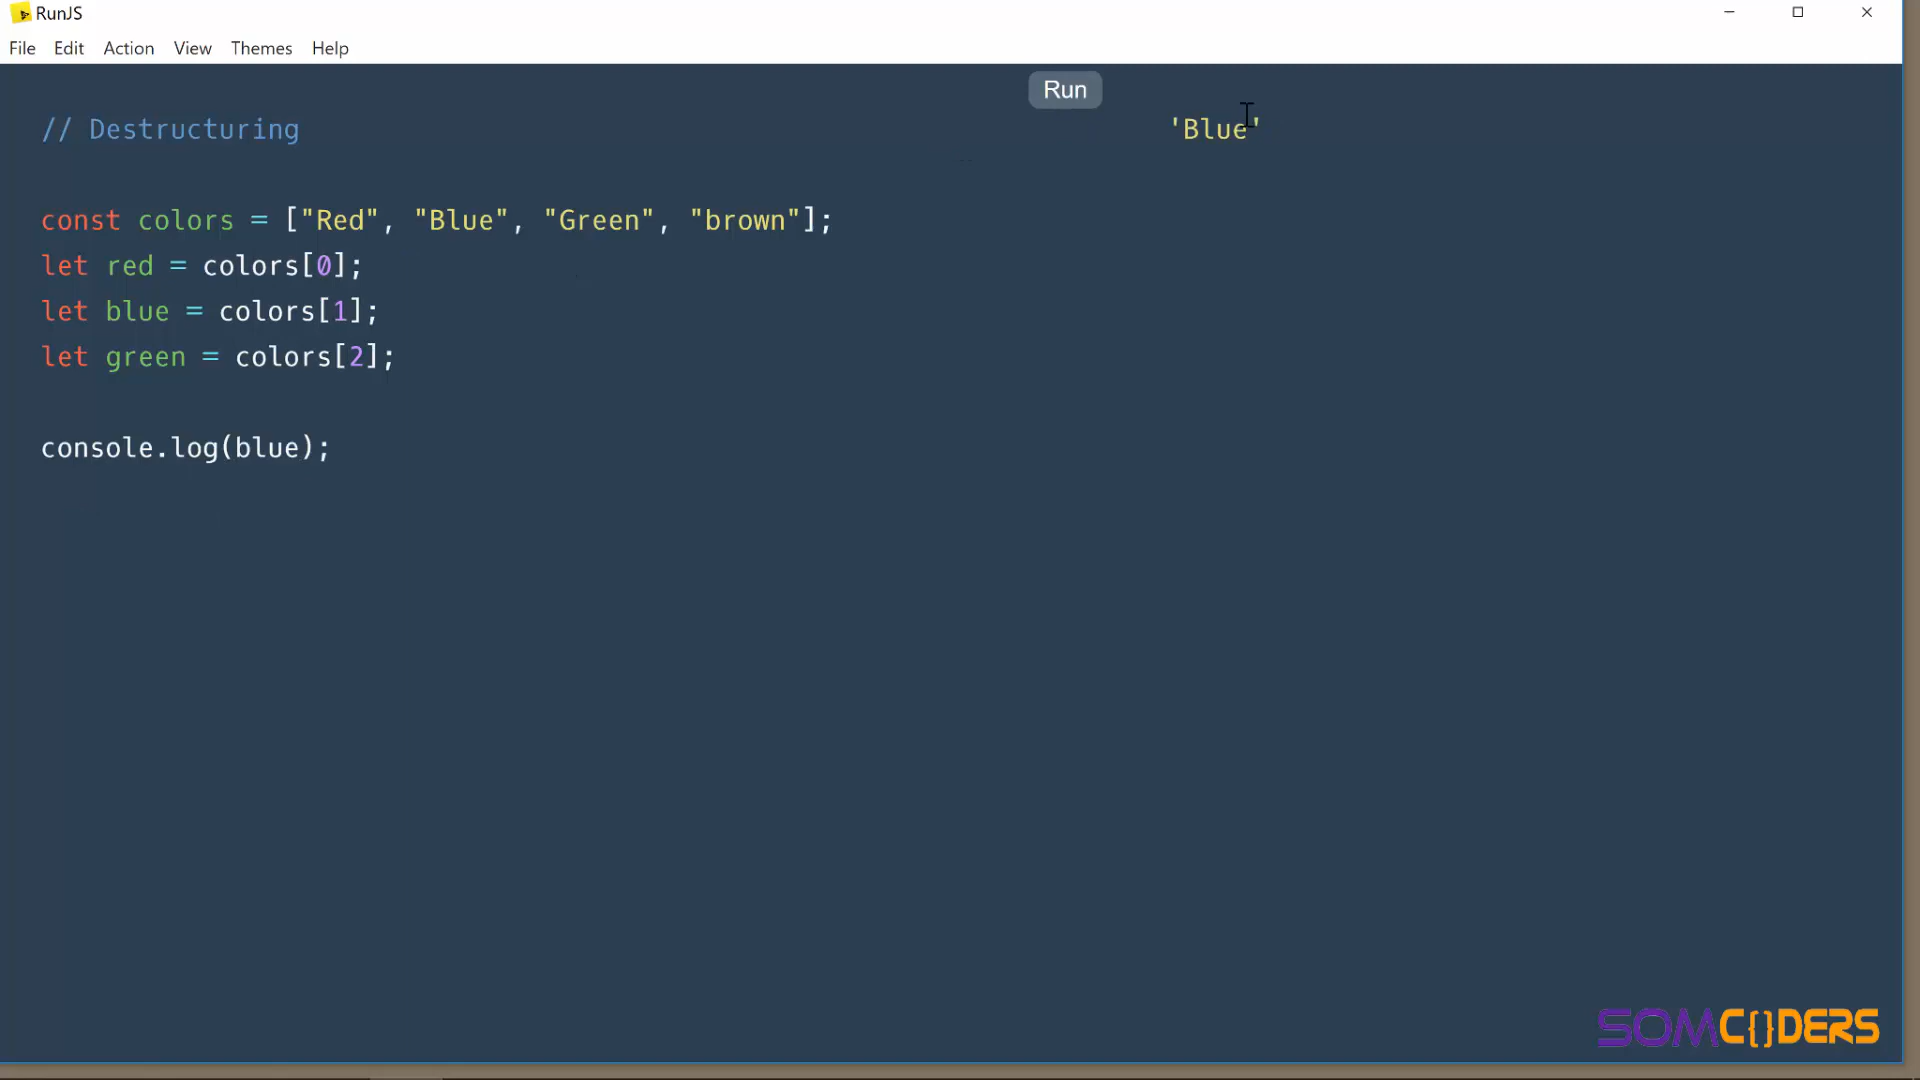 RunJS
File Edit Action View Themes Help
Run
// Destructuring
'Blue'
const colors = ["Red", "Blue", "Green", "brown"];
let red = colors[0];
let blue = colors[1];
let green = colors[2];
console.log(blue);
SOMC{}DERS